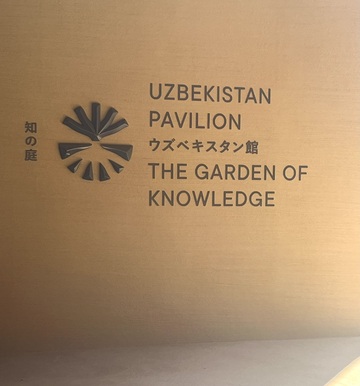 知の庭
UZBEKISTAN
PAVILION
ウズベキスタン館
THE GARDEN OF
KNOWLEDGE